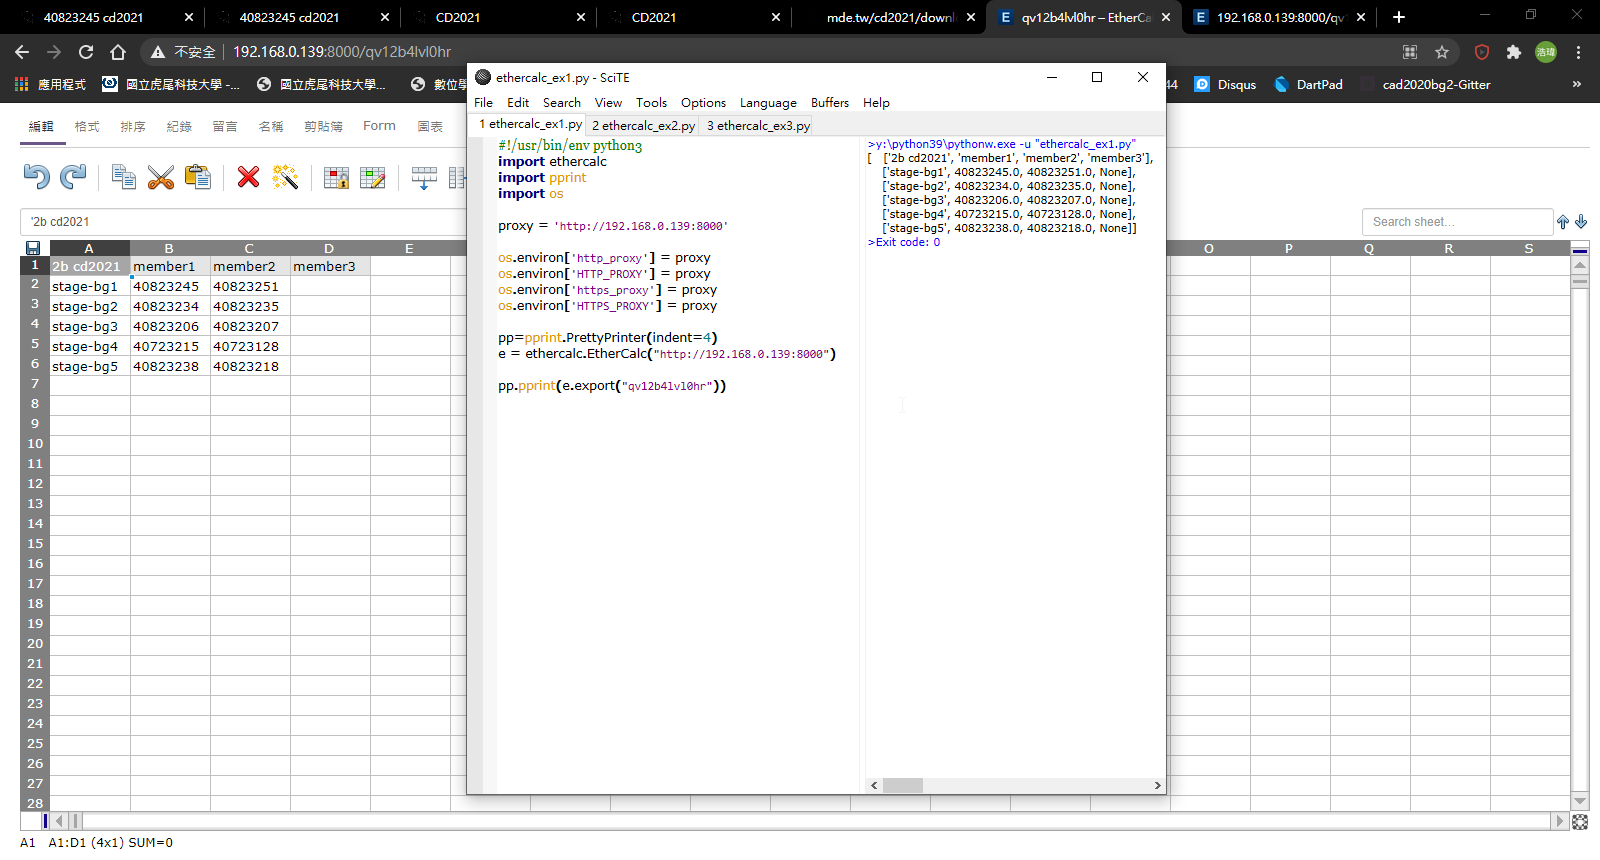 40823245 cd2021
40823245 cd2021
CD2021
CD2021
mde.tw/cd2021/downl
qv12b4lvl0hr – EtherCa
192.168.0.139:8000/qv
不安全
192.168.0.139:8000/qv12b4lvl0hr
浩瑋
應用程式
國立虎尾科技大學 -...
國立虎尾科技大學...
數位學
44
Disqus
DartPad
cad2020bg2-Gitter
»
編輯
格式
排序
紀錄
留言
名稱
剪貼簿
Form
圖表
'2b cd2021
Search sheet...
A B C D E O P Q R S
1 2b cd2021 member1 member2 member3
2 stage-bg1 40823245 40823251
3 stage-bg2 40823234 40823235
4 stage-bg3 40823206 40823207
5 stage-bg4 40723215 40723128
6 stage-bg5 40823238 40823218
7
8
9
10
11
12
13
14
15
16
17
18
19
20
21
22
23
24
25
26
27
28
A1 A1:D1 (4x1) SUM=0
ethercalc_ex1.py - SciTE
File Edit Search View Tools Options Language Buffers Help
1 ethercalc_ex1.py 2 ethercalc_ex2.py 3 ethercalc_ex3.py
#!/usr/bin/env python3
import ethercalc
import pprint
import os
proxy = 'http://192.168.0.139:8000'
os.environ['http_proxy'] = proxy
os.environ['HTTP_PROXY'] = proxy
os.environ['https_proxy'] = proxy
os.environ['HTTPS_PROXY'] = proxy
pp=pprint.PrettyPrinter(indent=4)
e = ethercalc.EtherCalc("http://192.168.0.139:8000")
pp.pprint(e.export("qv12b4lvl0hr"))
>y:\python39\pythonw.exe -u "ethercalc_ex1.py"
[ ['2b cd2021', 'member1', 'member2', 'member3'],
['stage-bg1', 40823245.0, 40823251.0, None],
['stage-bg2', 40823234.0, 40823235.0, None],
['stage-bg3', 40823206.0, 40823207.0, None],
['stage-bg4', 40723215.0, 40723128.0, None],
['stage-bg5', 40823238.0, 40823218.0, None]]
>Exit code: 0